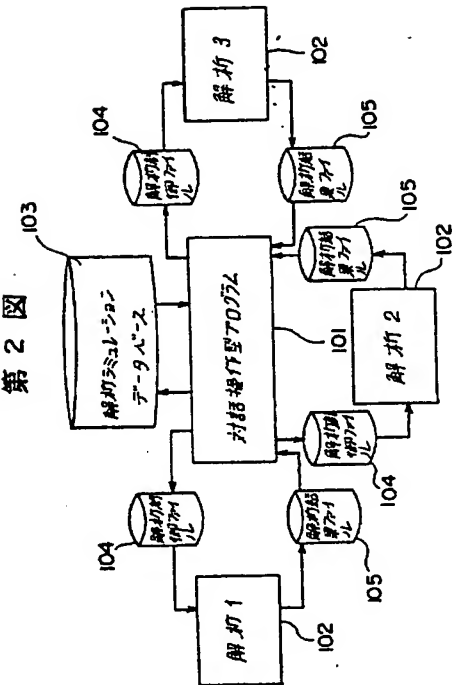 第2図
103
解析シミュレーション
データベース
104
解析制
御ファイ
ル
104
解析制
御ファイ
ル
解析1
102
対話操作型プログラム
101
解析3
102
解析結
果ファイ
ル
105
解析制
御ファイ
ル
104
解析結
果ファイ
ル
105
解析結
果ファイ
ル
105
解析2
102